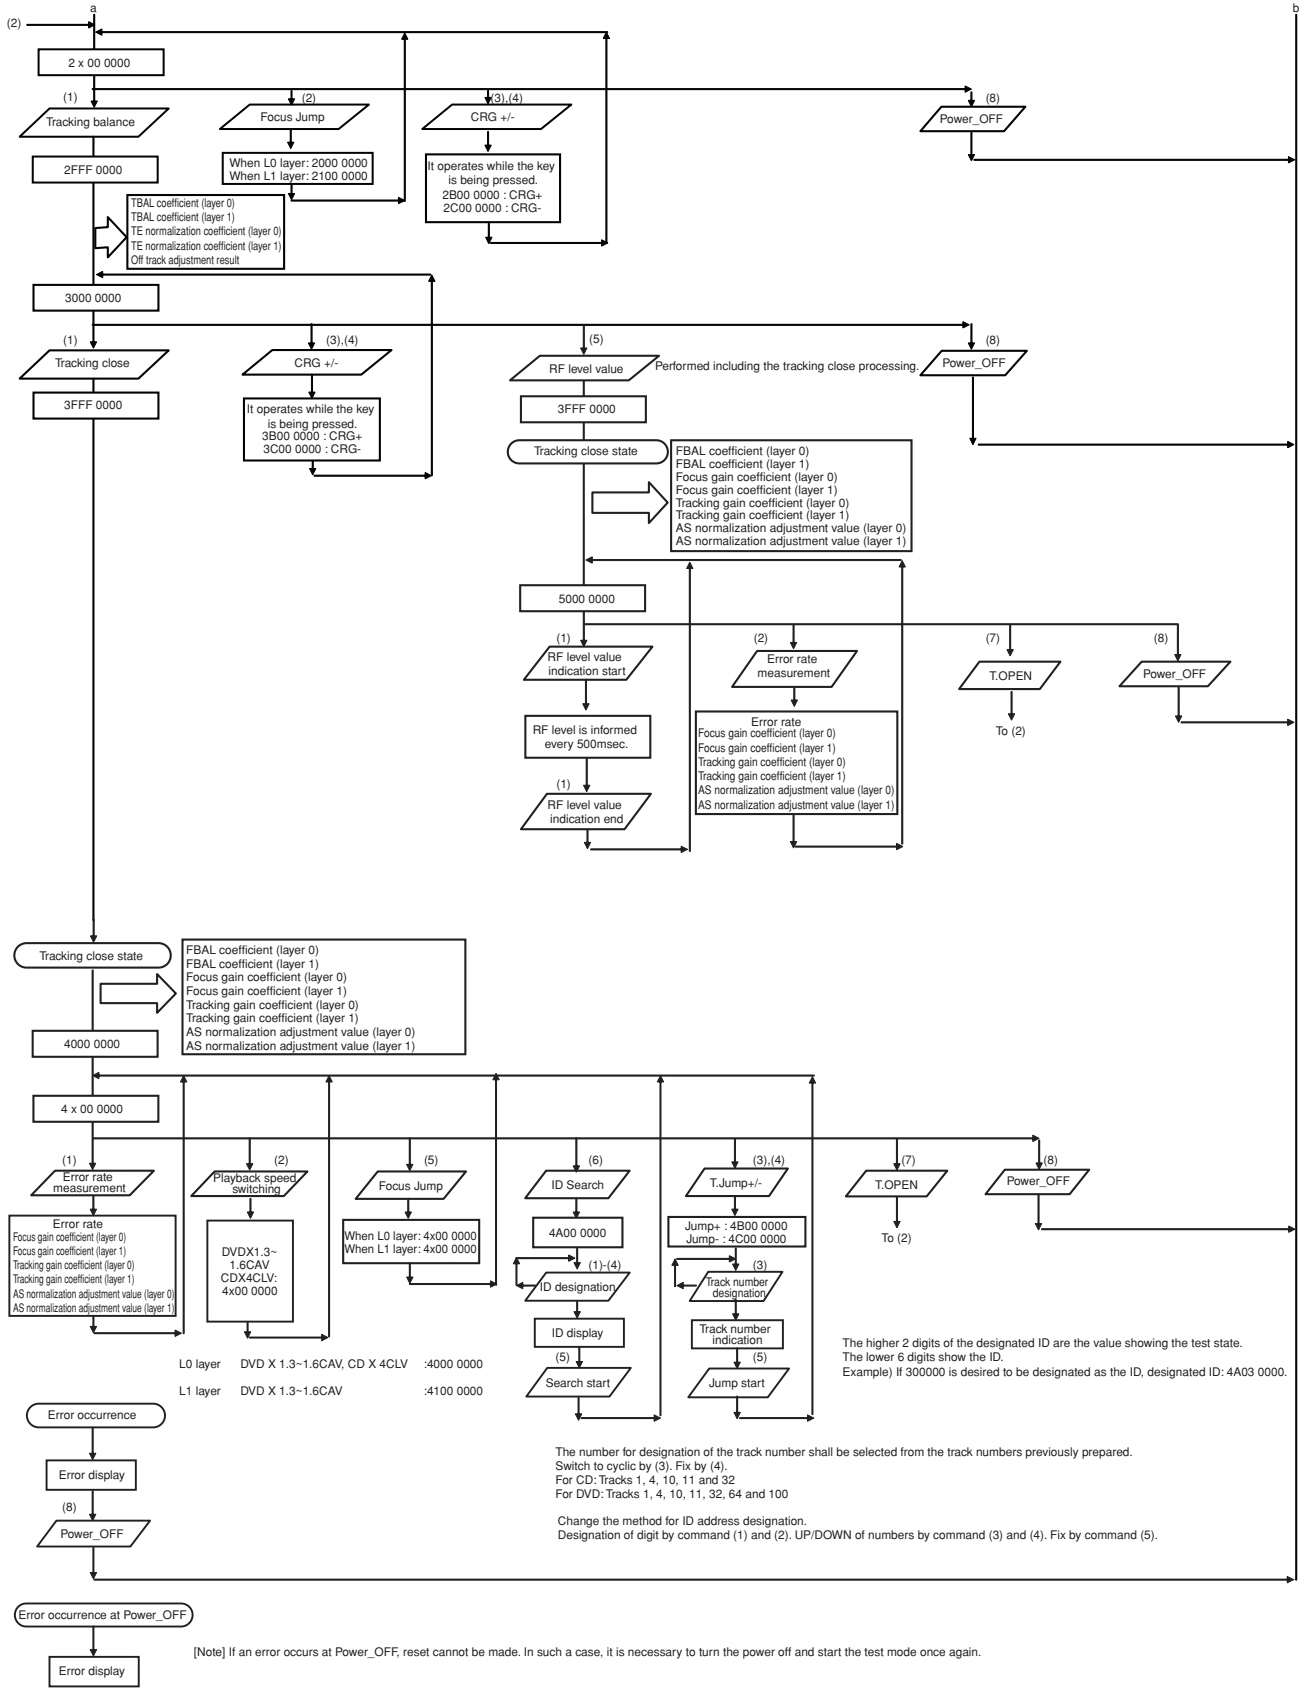 a
b
(2)
2 x 00 0000
(1)
(2)
(3),(4)
(8)
Tracking balance
Focus Jump
CRG +/-
Power_OFF
2FFF 0000
When L0 layer: 2000 0000
When L1 layer: 2100 0000
It operates while the key
is being pressed.
2B00 0000 : CRG+
2C00 0000 : CRG-
TBAL coefficient (layer 0)
TBAL coefficient (layer 1)
TE normalization coefficient (layer 0)
TE normalization coefficient (layer 1)
Off track adjustment result
3000 0000
(1)
(3),(4)
(5)
(8)
Tracking close
CRG +/-
RF level value
Performed including the tracking close processing.
Power_OFF
3FFF 0000
It operates while the key
is being pressed.
3B00 0000 : CRG+
3C00 0000 : CRG-
3FFF 0000
Tracking close state
FBAL coefficient (layer 0)
FBAL coefficient (layer 1)
Focus gain coefficient (layer 0)
Focus gain coefficient (layer 1)
Tracking gain coefficient (layer 0)
Tracking gain coefficient (layer 1)
AS normalization adjustment value (layer 0)
AS normalization adjustment value (layer 1)
5000 0000
(1)
(2)
(7)
(8)
RF level value
indication start
Error rate
measurement
T.OPEN
Power_OFF
RF level is informed
every 500msec.
Error rate
Focus gain coefficient (layer 0)
Focus gain coefficient (layer 1)
Tracking gain coefficient (layer 0)
Tracking gain coefficient (layer 1)
AS normalization adjustment value (layer 0)
AS normalization adjustment value (layer 1)
To (2)
(1)
RF level value
indication end
Tracking close state
FBAL coefficient (layer 0)
FBAL coefficient (layer 1)
Focus gain coefficient (layer 0)
Focus gain coefficient (layer 1)
Tracking gain coefficient (layer 0)
Tracking gain coefficient (layer 1)
AS normalization adjustment value (layer 0)
AS normalization adjustment value (layer 1)
4000 0000
4 x 00 0000
(1)
(2)
(5)
(6)
(3),(4)
(7)
(8)
Error rate
measurement
Playback speed
switching
Focus Jump
ID Search
T.Jump+/-
T.OPEN
Power_OFF
Error rate
Focus gain coefficient (layer 0)
Focus gain coefficient (layer 1)
Tracking gain coefficient (layer 0)
Tracking gain coefficient (layer 1)
AS normalization adjustment value (layer 0)
AS normalization adjustment value (layer 1)
DVDX1.3~
1.6CAV
CDX4CLV:
4x00 0000
When L0 layer: 4x00 0000
When L1 layer: 4x00 0000
4A00 0000
(1)-(4)
ID designation
ID display
(5)
Search start
Jump+ : 4B00 0000
Jump- : 4C00 0000
(3)
Track number
designation
Track number
indication
(5)
Jump start
To (2)
L0 layer DVD X 1.3~1.6CAV, CD X 4CLV :4000 0000
L1 layer DVD X 1.3~1.6CAV :4100 0000
The higher 2 digits of the designated ID are the value showing the test state.
The lower 6 digits show the ID.
Example) If 300000 is desired to be designated as the ID, designated ID: 4A03 0000.
Error occurrence
Error display
(8)
Power_OFF
The number for designation of the track number shall be selected from the track numbers previously prepared.
Switch to cyclic by (3). Fix by (4).
For CD: Tracks 1, 4, 10, 11 and 32
For DVD: Tracks 1, 4, 10, 11, 32, 64 and 100
Change the method for ID address designation.
Designation of digit by command (1) and (2). UP/DOWN of numbers by command (3) and (4). Fix by command (5).
Error occurrence at Power_OFF
Error display
[Note] If an error occurs at Power_OFF, reset cannot be made. In such a case, it is necessary to turn the power off and start the test mode once again.